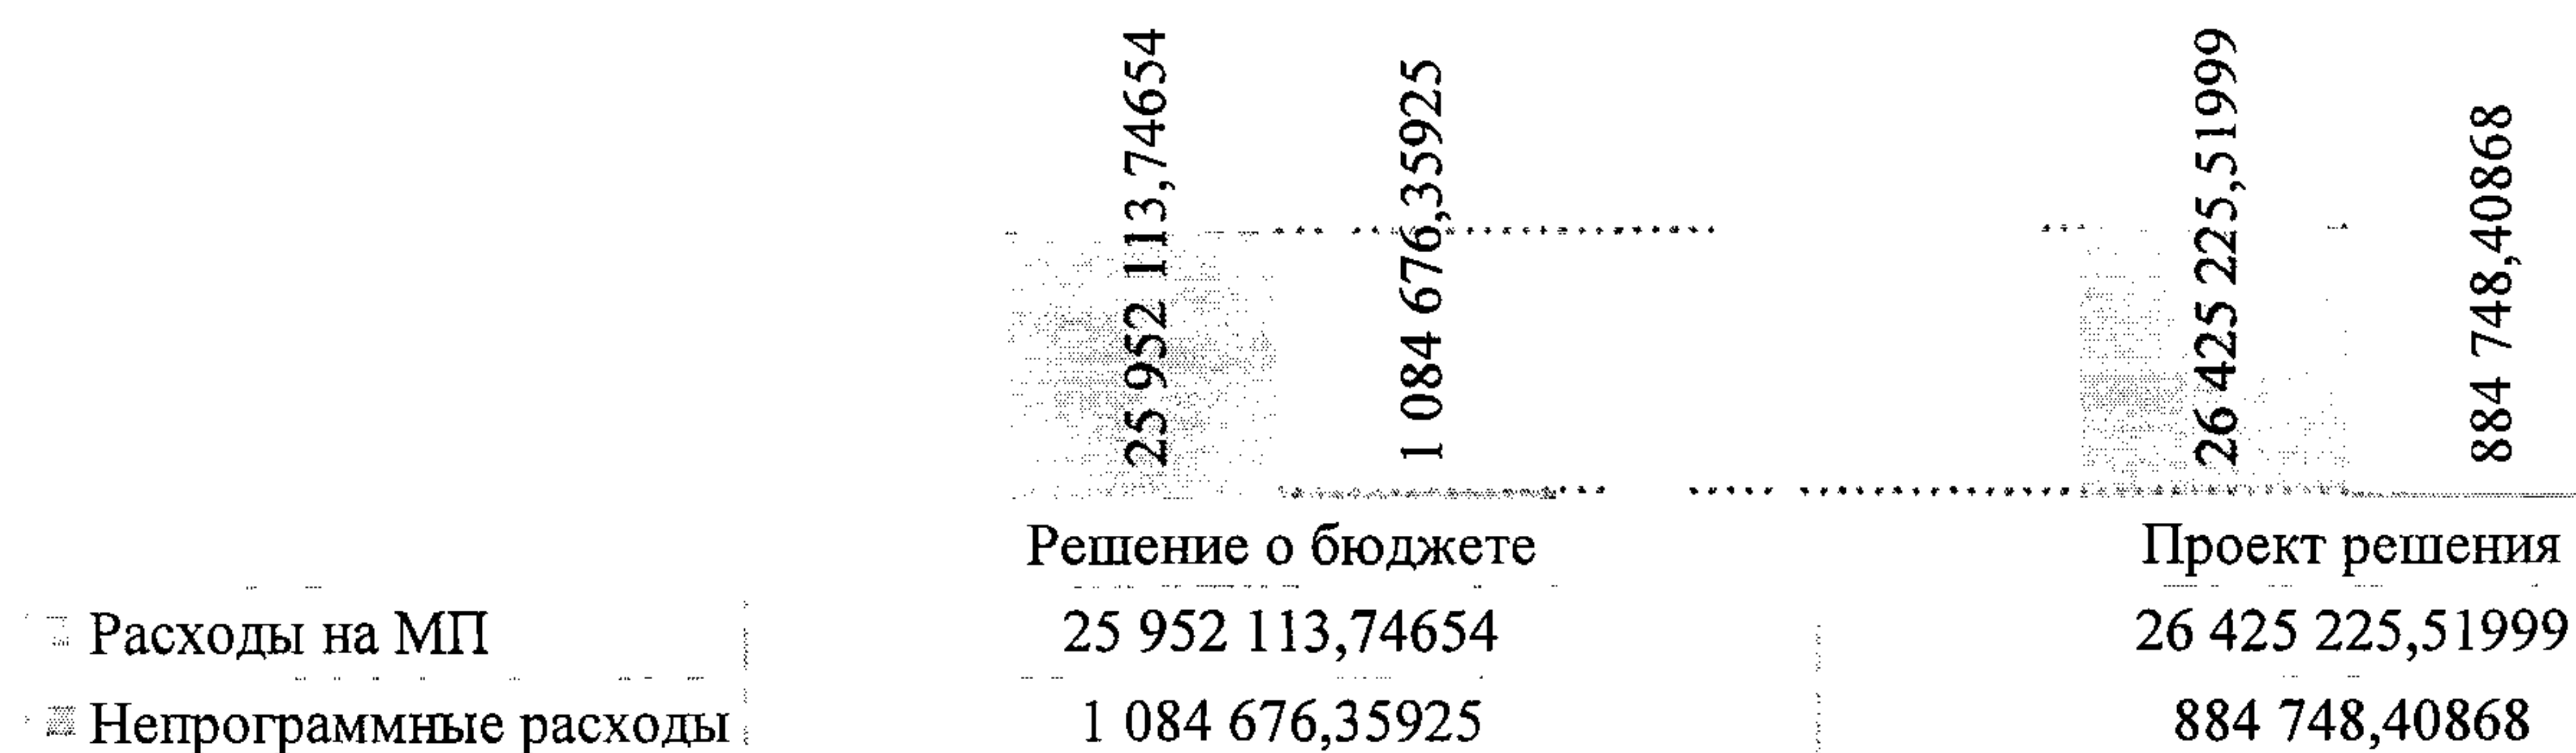 25 952 113,74654
1 084 676,35925
26 425 225,51999
884 748,40868
Решение о бюджете Проект решения
Расходы на МП 25 952 113,74654 26 425 225,51999
Непрограммные расходы 1 084 676,35925 884 748,40868